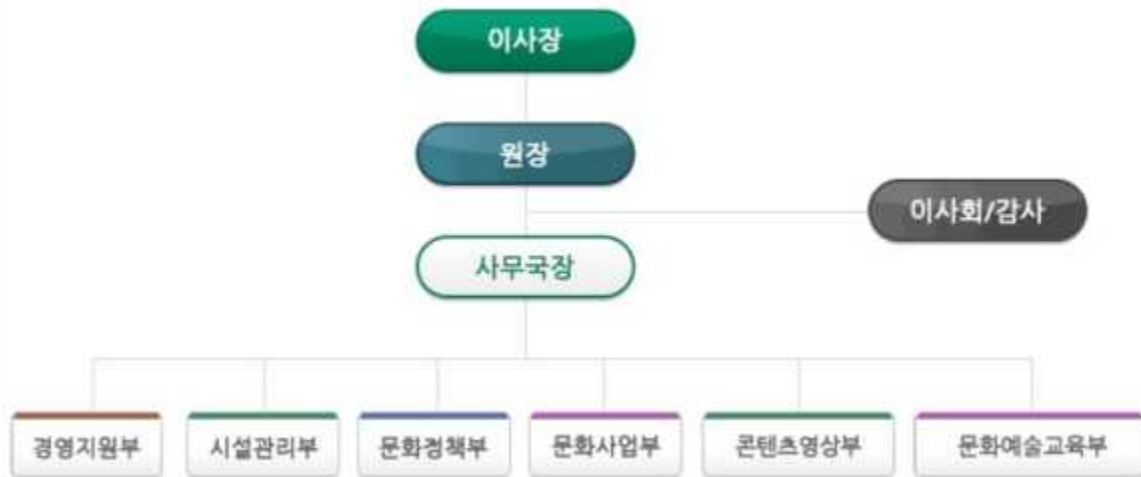 이사장
원장
이사회/감사
사무국장
경영지원부
시설관리부
문화정책부
문화사업부
콘텐츠영상부
문화예술교육부